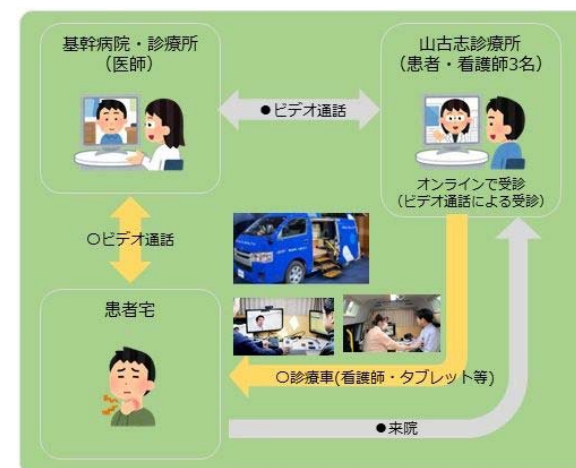 基幹病院・診療所
（医師）
山古志診療所
（患者・看護師3名）
●ビデオ通話
オンラインで受診
（ビデオ通話による受診）
〇ビデオ通話
患者宅
〇診療車(看護師・タブレット等)
●来院